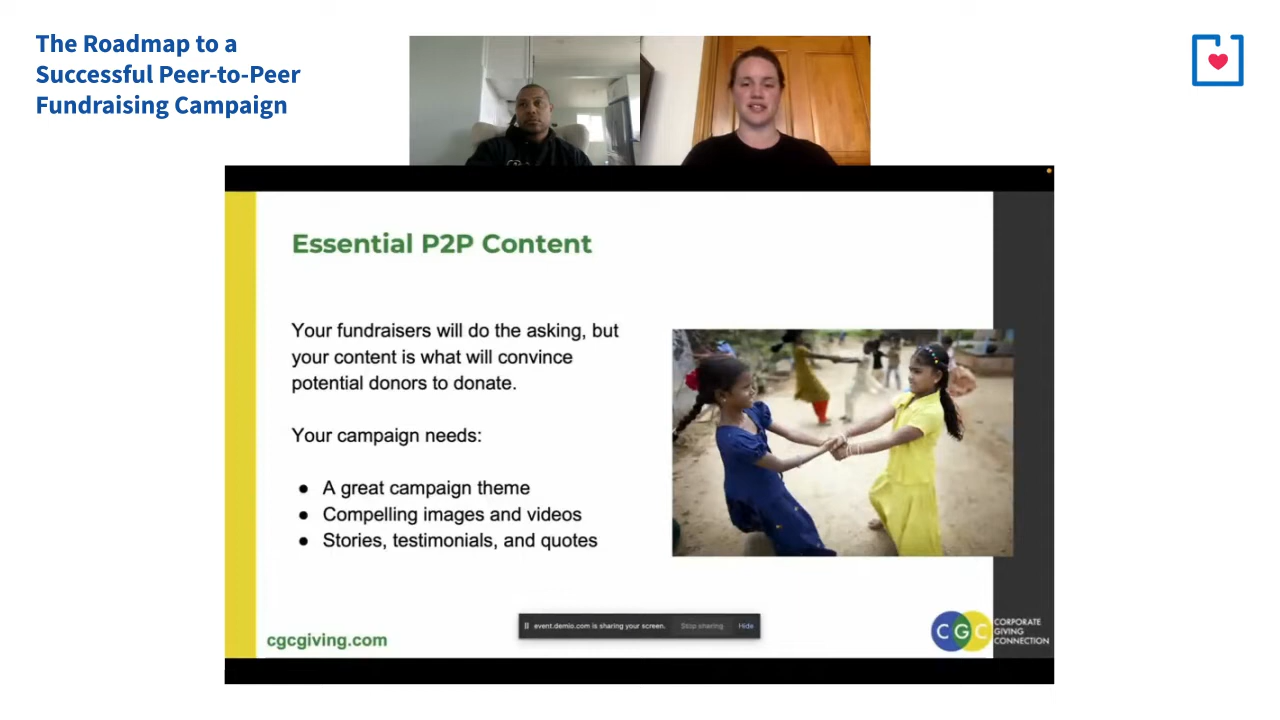 The Roadmap to a
Successful Peer-to-Peer
Fundraising Campaign
Essential P2P Content
Your fundraisers will do the asking, but
your content is what will convince
potential donors to donate.
Your campaign needs:
● A great campaign theme
● Compelling images and videos
● Stories, testimonials, and quotes
event.demio.com is sharing your screen. Stop sharing Hide
cgcgiving.com
CGC
CORPORATE
GIVING
CONNECTION